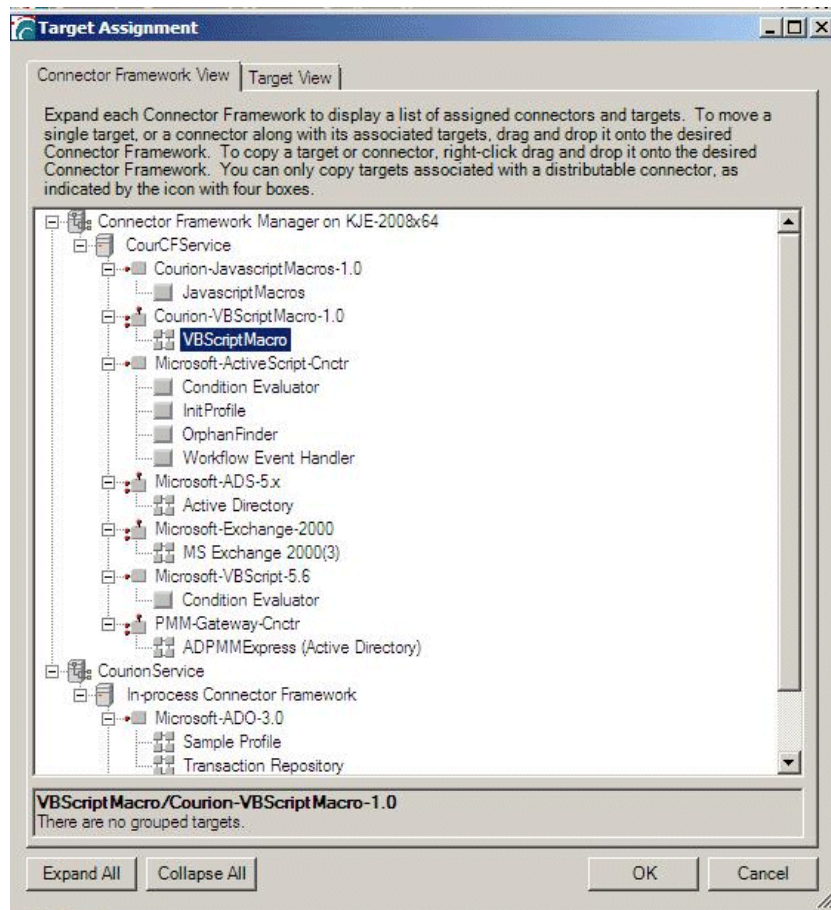 Target Assignment
Connector Framework View
Target View
Expand each Connector Framework to display a list of assigned connectors and targets. To move a
single target, or a connector along with its associated targets, drag and drop it onto the desired
Connector Framework. To copy a target or connector, right-click drag and drop it onto the desired
Connector Framework. You can only copy targets associated with a distributable connector, as
indicated by the icon with four boxes.
Connector Framework Manager on KJE-2008x64
CourCFService
Courion-JavascriptMacros-1.0
JavascriptMacros
Courion-VBScriptMacro-1.0
VBScriptMacro
Microsoft-ActiveScript-Cnctr
Condition Evaluator
InitProfile
OrphanFinder
Workflow Event Handler
Microsoft-ADS-5.x
Active Directory
Microsoft-Exchange-2000
MS Exchange 2000(3)
Microsoft-VBScript-5.6
Condition Evaluator
PMM-Gateway-Cnctr
ADPMMExpress (Active Directory)
CourionService
In-process Connector Framework
Microsoft-ADO-3.0
Sample Profile
Transaction Repository
VBScriptMacro/Courion-VBScriptMacro-1.0
There are no grouped targets.
Expand All
Collapse All
OK
Cancel